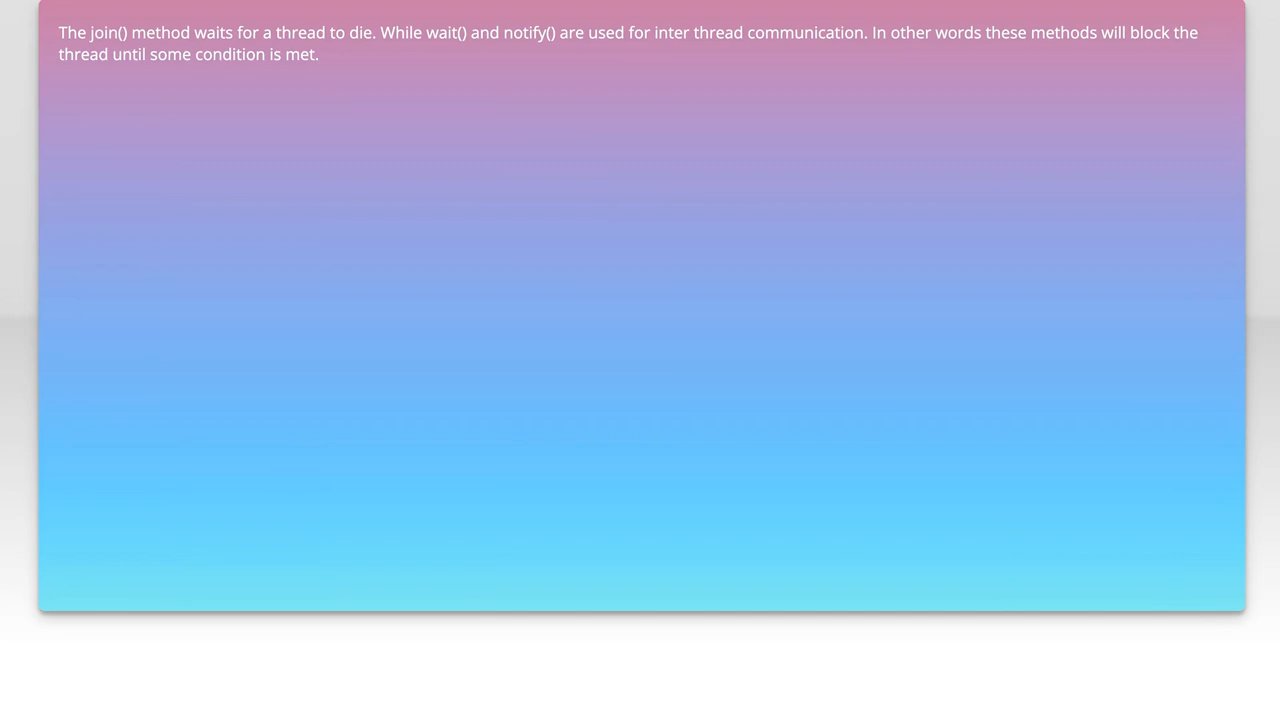 The join() method waits for a thread to die. While wait() and notify() are used for inter thread communication. In other words these methods will block the
thread until some condition is met.